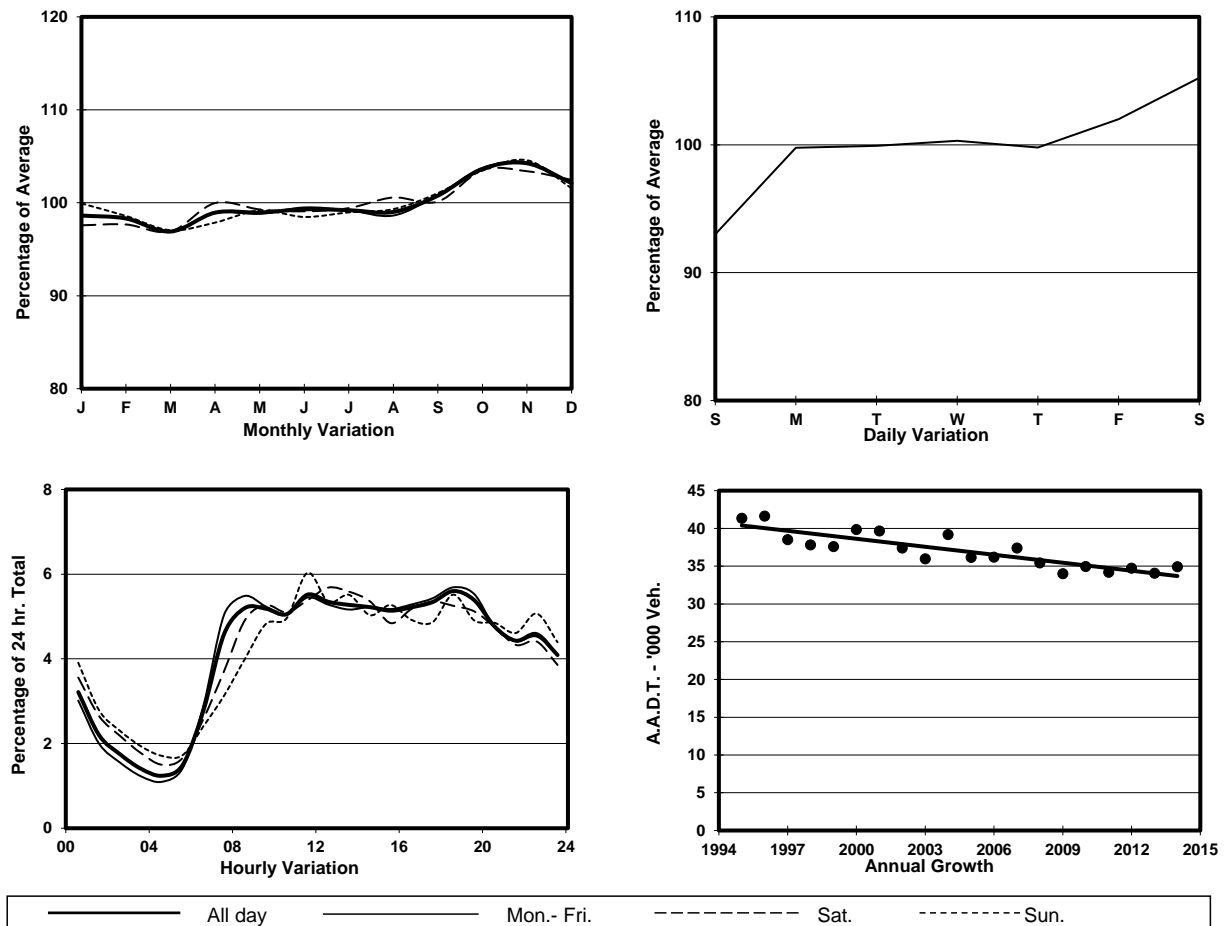 120
110
100
90
80
Percentage of Average
J F M A M J J A S O N D
Monthly Variation
110
100
90
80
Percentage of Average
S M T W T F S
Daily Variation
8
6
4
2
0
Percentage of 24 hr. Total
00 04 08 12 16 20 24
Hourly Variation
45
40
35
30
25
20
15
10
5
0
A.A.D.T. - '000 Veh.
1994 1997 2000 2003 2006 2009 2012 2015
Annual Growth
All day Mon.- Fri. Sat. Sun.